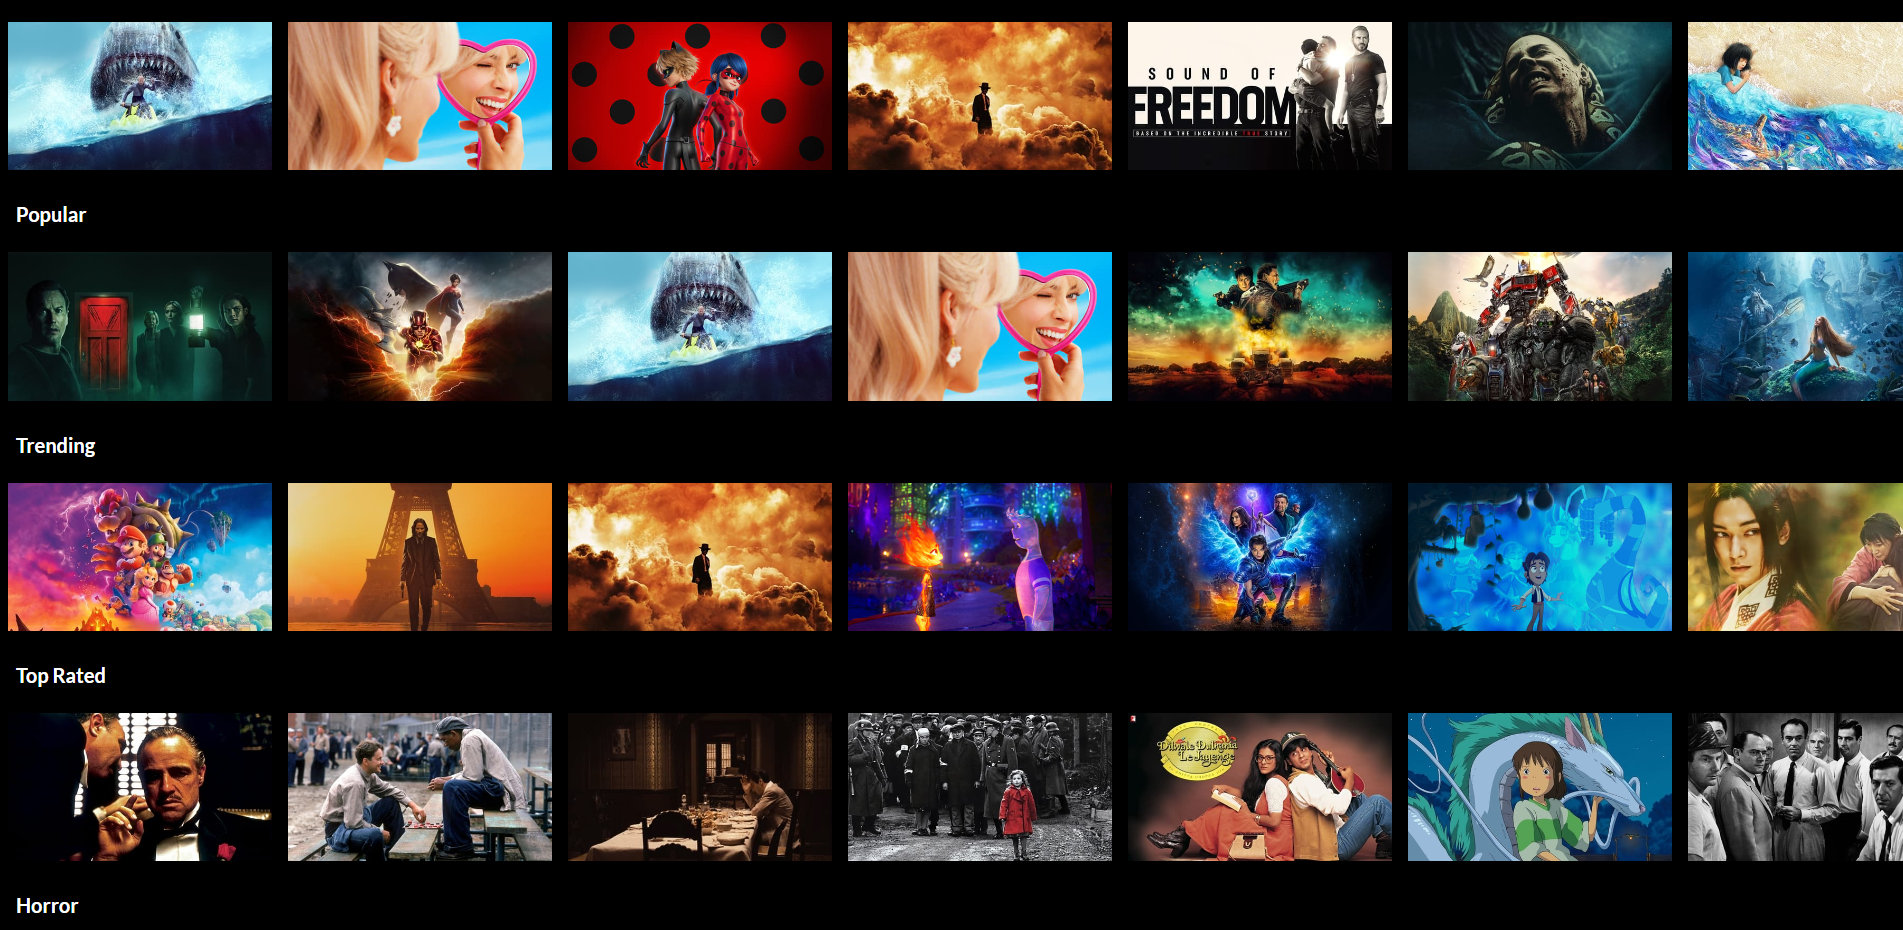 SOUND OF
FREEDOM
BASED ON THE INCREDIBLE TRUE STORY
Popular
Trending
Top Rated
Dilwale Dulhania
Le Jayenge
Horror